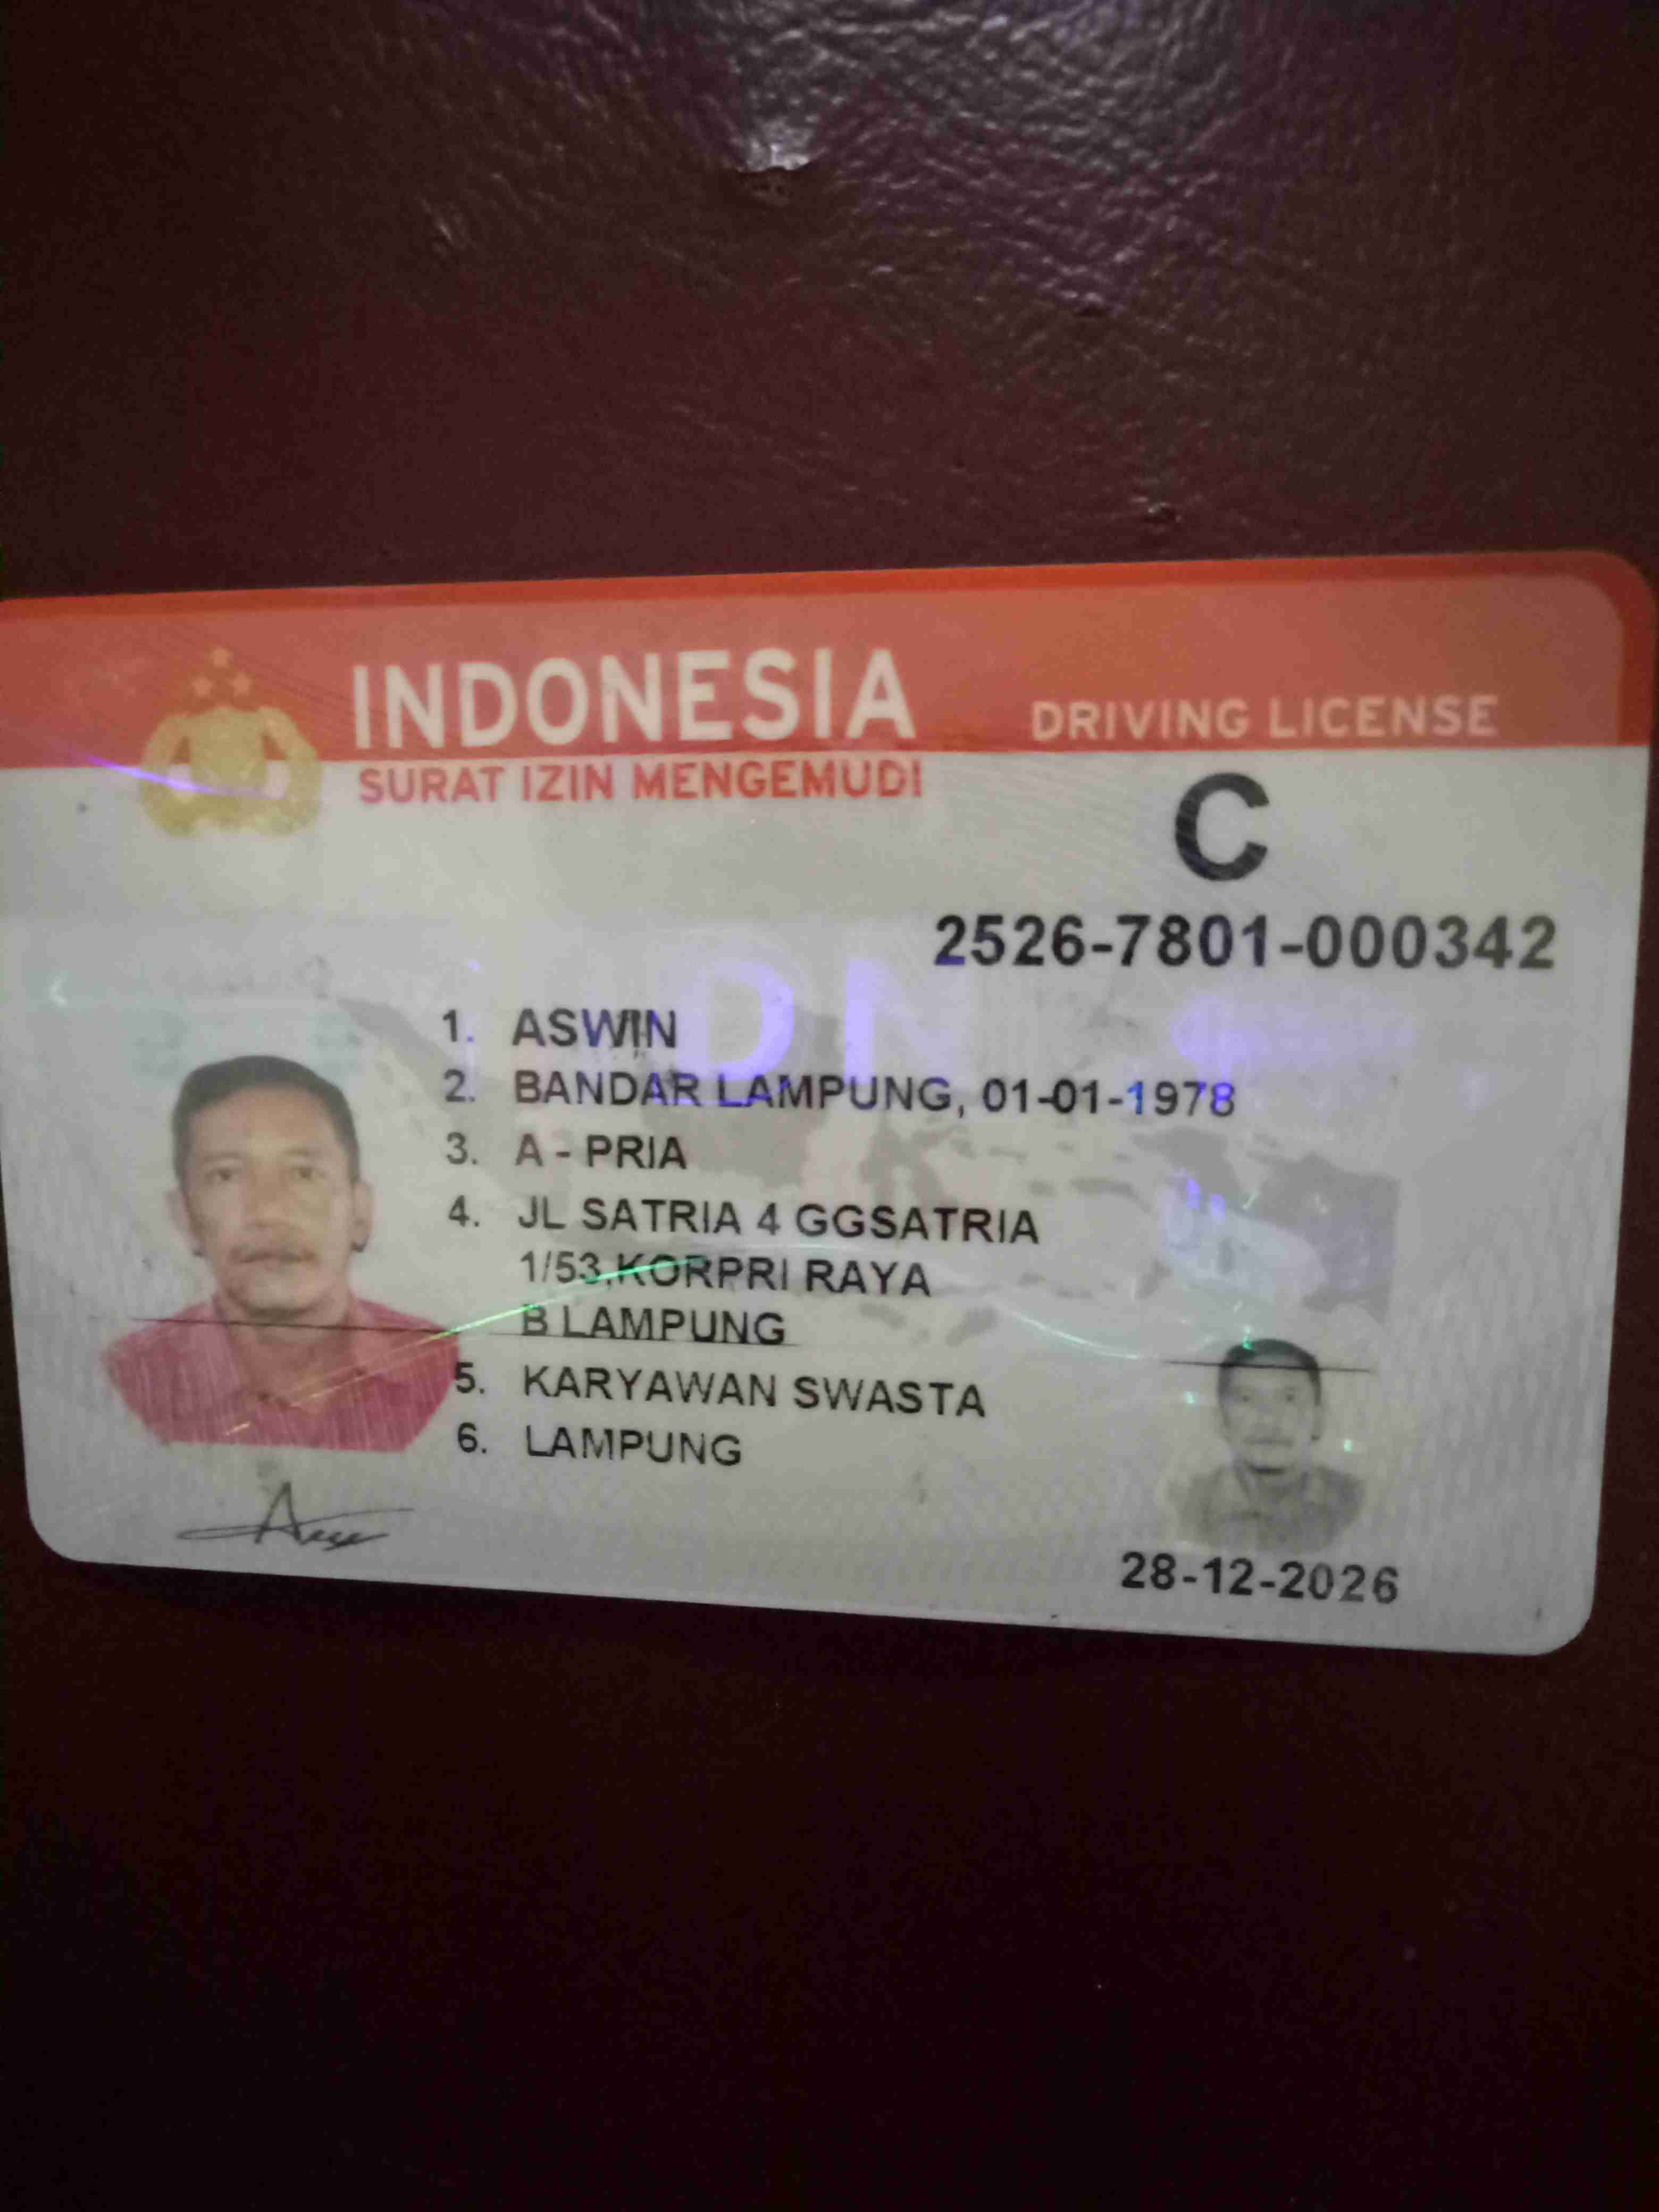 INDONESIA
DRIVING LICENSE
SURAT IZIN MENGEMUDI
C
2526-7801-000342
1. ASWIN
2. BANDAR LAMPUNG, 01-01-1978
3. A - PRIA
4. JL SATRIA 4 GGSATRIA
1/53,KORPRI RAYA
B LAMPUNG
5. KARYAWAN SWASTA
6. LAMPUNG
28-12-2026